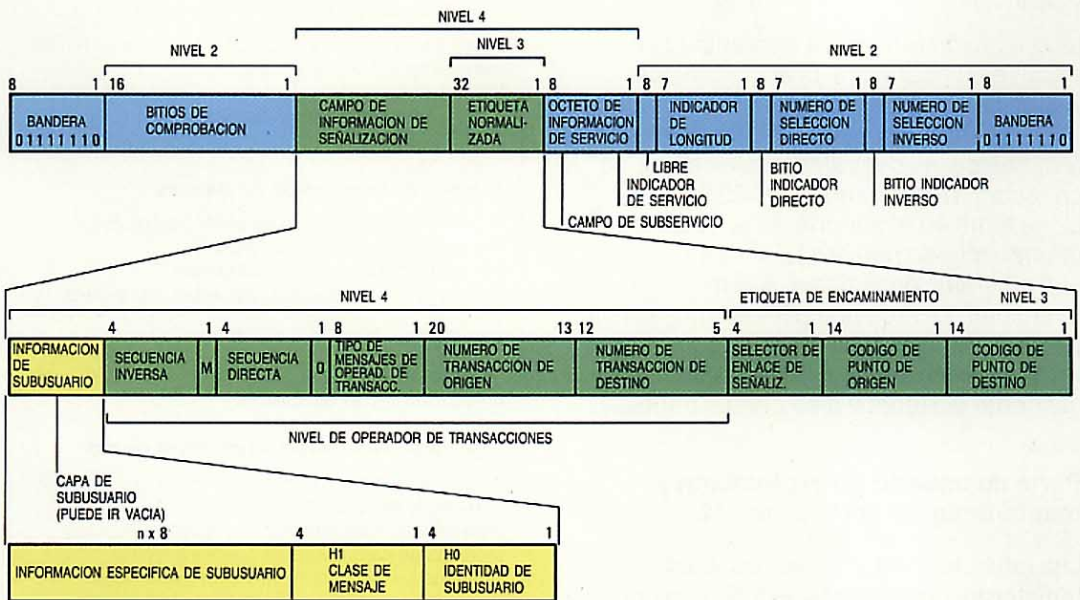 NIVEL 4
NIVEL 2
NIVEL 3
NIVEL 2
8 1 16 1 32 1 8 1 8 7 1 8 7 1 8 7 1 8 1
BANDERA
01111110
BITIOS DE
COMPROBACION
CAMPO DE
INFORMACION DE
SEÑALIZACION
ETIQUETA
NORMALI-
ZADA
OCTETO DE
INFORMACION
DE SERVICIO
INDICADOR
DE
LONGITUD
NUMERO DE
SELECCION
DIRECTO
NUMERO DE
SELECCION
INVERSO
BANDERA
01111110
LIBRE
INDICADOR
DE SERVICIO
CAMPO DE SUBSERVICIO
BITIO
INDICADOR
DIRECTO
BITIO INDICADOR
INVERSO
NIVEL 4
ETIQUETA DE ENCAMINAMIENTO
NIVEL 3
4 1 4 1 8 1 20 13 12 5 4 1 14 1 14 1
INFORMACION
DE
SUBUSUARIO
SECUENCIA
INVERSA
M
SECUENCIA
DIRECTA
0
TIPO DE
MENSAJES DE
OPERAD. DE
TRANSACC.
NUMERO DE
TRANSACCION DE
ORIGEN
NUMERO DE
TRANSACCION DE
DESTINO
SELECTOR DE
ENLACE DE
SEÑALIZ.
CODIGO DE
PUNTO DE
ORIGEN
CODIGO DE
PUNTO DE
DESTINO
NIVEL DE OPERADOR DE TRANSACCIONES
CAPA DE
SUBUSUARIO
(PUEDE IR VACIA)
n x 8 4 1 4 1
INFORMACION ESPECIFICA DE SUBUSUARIO
H1
CLASE DE
MENSAJE
H0
IDENTIDAD DE
SUBUSUARIO